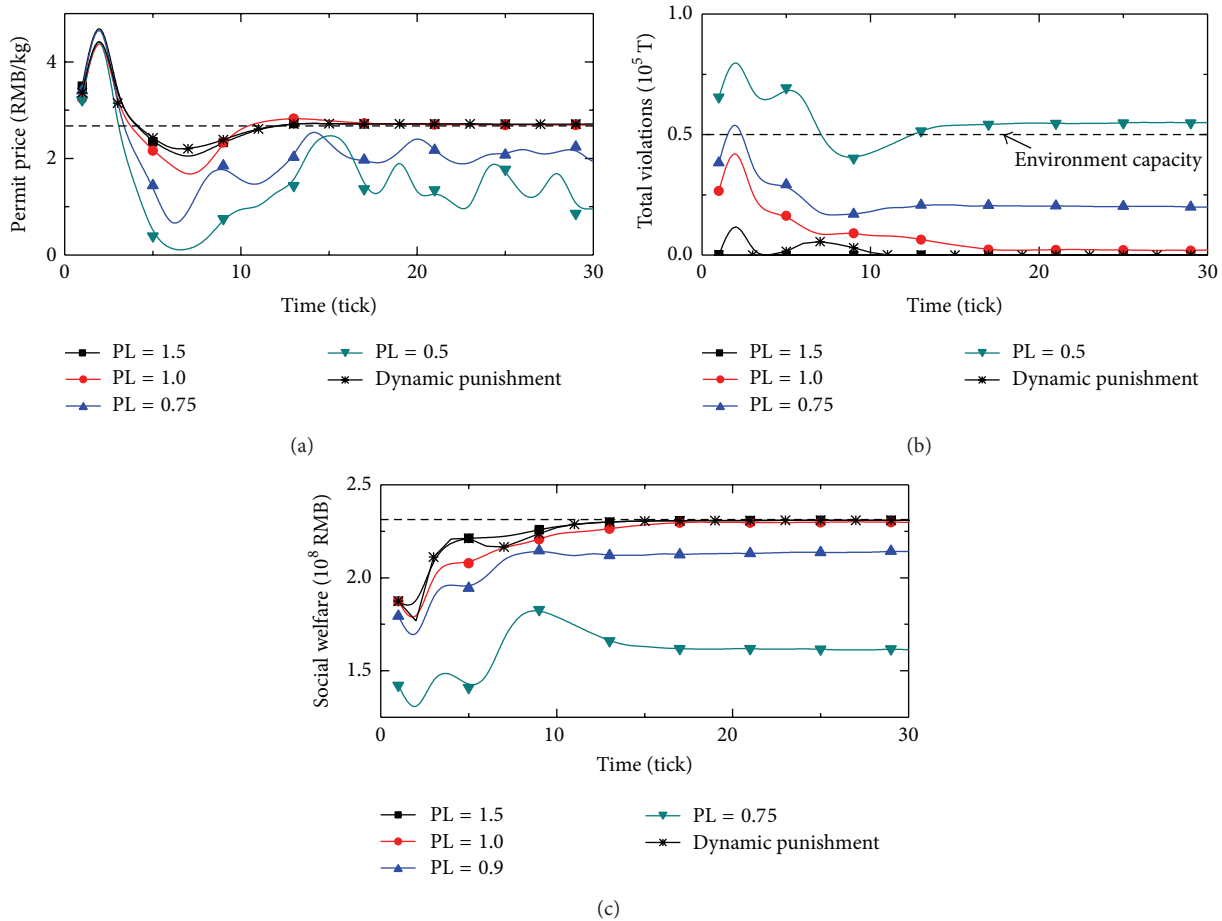 Permit price (RMB/kg)
4
2
0
0
10
20
30
Time (tick)
PL = 1.5
PL = 1.0
PL = 0.75
PL = 0.5
Dynamic punishment
(a)
Total violations (10⁵ T)
1.0
0.5
0.0
Environment capacity
0
10
20
30
Time (tick)
PL = 1.5
PL = 1.0
PL = 0.75
PL = 0.5
Dynamic punishment
(b)
Social welfare (10⁸ RMB)
2.5
2.0
1.5
0
10
20
30
Time (tick)
PL = 1.5
PL = 1.0
PL = 0.9
PL = 0.75
Dynamic punishment
(c)